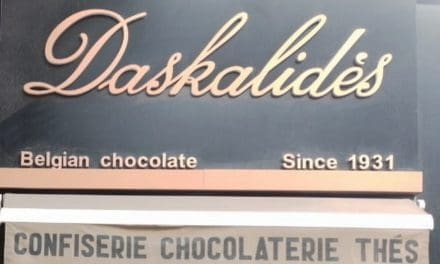 Daskalidès
Belgian chocolate Since 1931
CONFISERIE CHOCOLATERIE THÉS